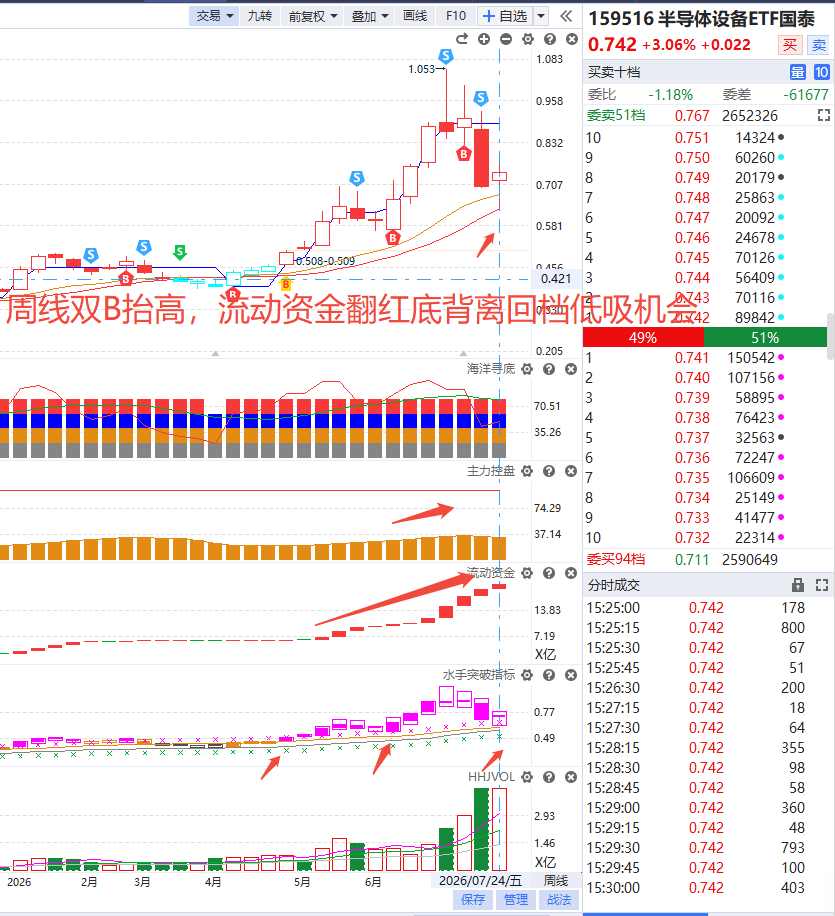 交易 九转 前复权 叠加 画线 F10 自选
159516 半导体设备ETF国泰
0.742 +3.06% +0.022 买 卖
买卖十档 量 10
委比 -1.18% 委差 -61677
委卖51档 0.767 2652326
10 0.751 14324
9 0.750 60260
8 0.749 20179
7 0.748 25863
6 0.747 20092
5 0.746 24678
4 0.745 70126
3 0.744 56409
2 0.743 70116
1 0.742 89842
49% 51%
1 0.741 150542
2 0.740 107156
3 0.739 58895
4 0.738 76423
5 0.737 32563
6 0.736 72247
7 0.735 106609
8 0.734 25149
9 0.733 41477
10 0.732 22314
委买94档 0.711 2590649
分时成交
15:25:00 0.742 178
15:25:15 0.742 800
15:25:30 0.742 67
15:25:45 0.742 51
15:26:30 0.742 200
15:27:15 0.742 18
15:27:30 0.742 64
15:28:15 0.742 355
15:28:30 0.742 98
15:28:45 0.742 58
15:29:00 0.742 360
15:29:15 0.742 48
15:29:30 0.742 793
15:29:45 0.742 100
15:30:00 0.742 403
1.083
1.053
0.958
0.832
0.707
0.581
0.456
0.421
0.508-0.509
0.330
0.205
S S S S S S
B B B B B
周线双B抬高，流动资金翻红底背离回档低吸机会
海洋寻底
70.51
35.26
主力控盘
74.29
37.14
流动资金
13.83
7.19
X亿
水手突破指标
0.77
0.49
HHJVOL
2.93
1.46
X亿
2026 2月 3月 4月 5月 6月 2026/07/24/五 周线
保存 管理 战法